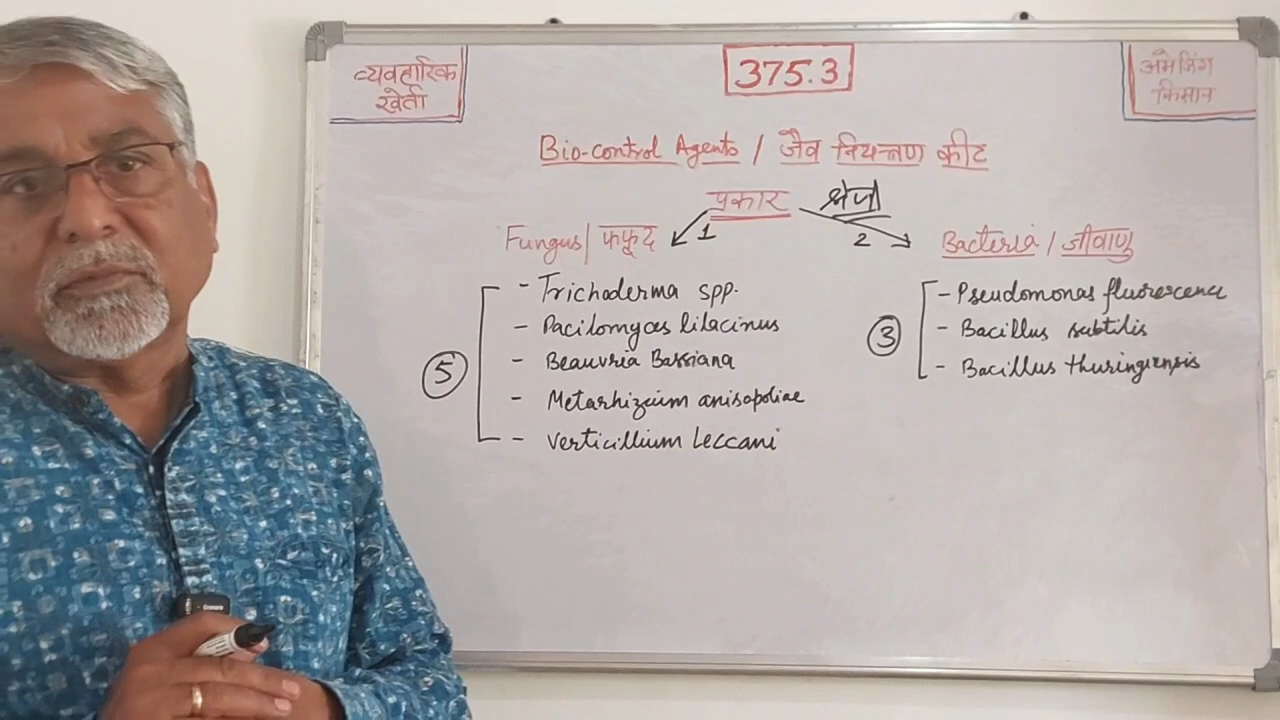 व्यवहारिक
खेती
375.3
अमेजिंग
किसान
Bio-control Agents / जैव नियन्त्रण कीट
प्रकार श्रेणी
Fungus / फफूद 1
2 Bacteria / जीवाणु
- Trichoderma spp.
- Pacilomyces lilacinus
- Beauvria Bassiana
- Metarhizium anisopoliae
- Verticillium Leccani
5
- Pseudomonas fluorescence
- Bacillus subtilis
- Bacillus thuringiensis
3